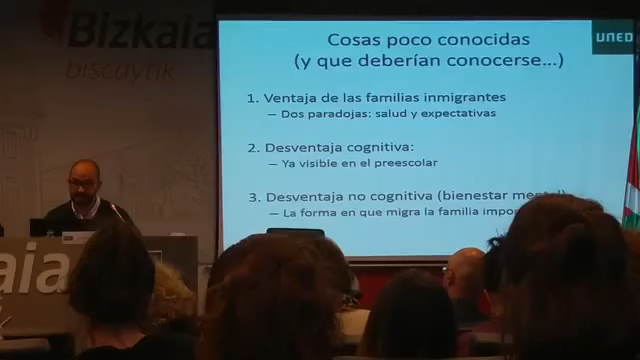 Bizkaia
biscaytik
UNED
Cosas poco conocidas
(y que deberían conocerse...)
1. Ventaja de las familias inmigrantes
– Dos paradojas: salud y expectativas
2. Desventaja cognitiva:
– Ya visible en el preescolar
3. Desventaja no cognitiva (bienestar mental)
– La forma en que migra la familia
aia